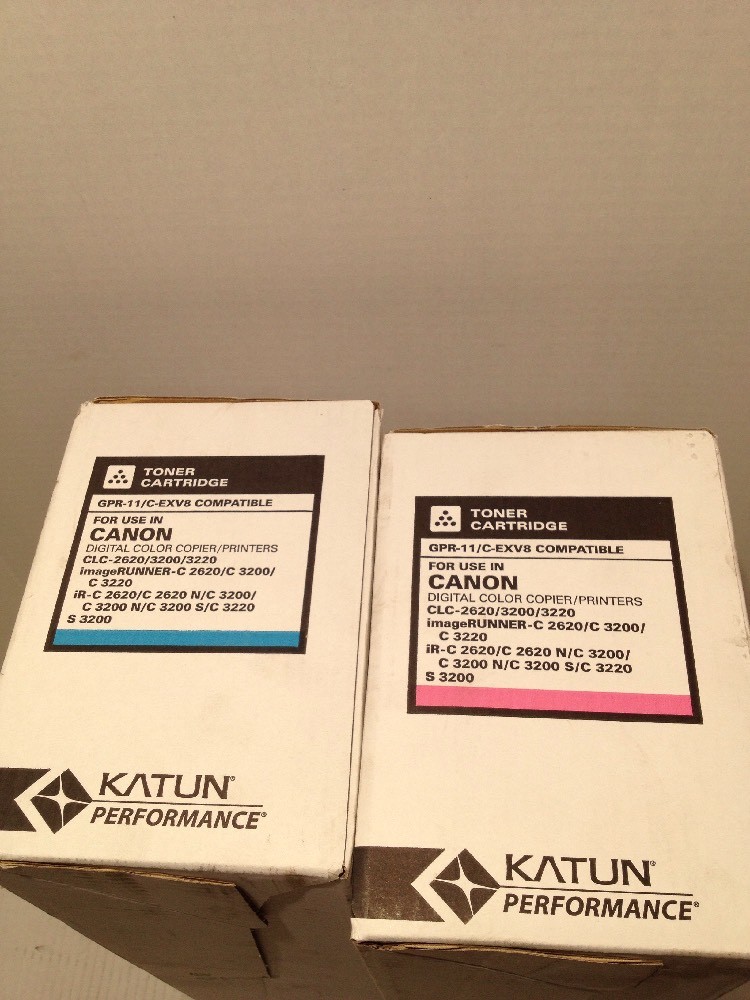 TONER
CARTRIDGE
GPR-11/C-EXV8 COMPATIBLE
FOR USE IN
CANON
DIGITAL COLOR COPIER/PRINTERS
CLC-2620/3200/3220
imageRUNNER-C 2620/C 3200/
C 3220
iR-C 2620/C 2620 N/C 3200/
C 3200 N/C 3200 S/C 3220
S 3200
KATUN®
PERFORMANCE®
TONER
CARTRIDGE
GPR-11/C-EXV8 COMPATIBLE
FOR USE IN
CANON
DIGITAL COLOR COPIER/PRINTERS
CLC-2620/3200/3220
imageRUNNER-C 2620/C 3200/
C 3220
iR-C 2620/C 2620 N/C 3200/
C 3200 N/C 3200 S/C 3220
S 3200
KATUN®
PERFORMANCE®